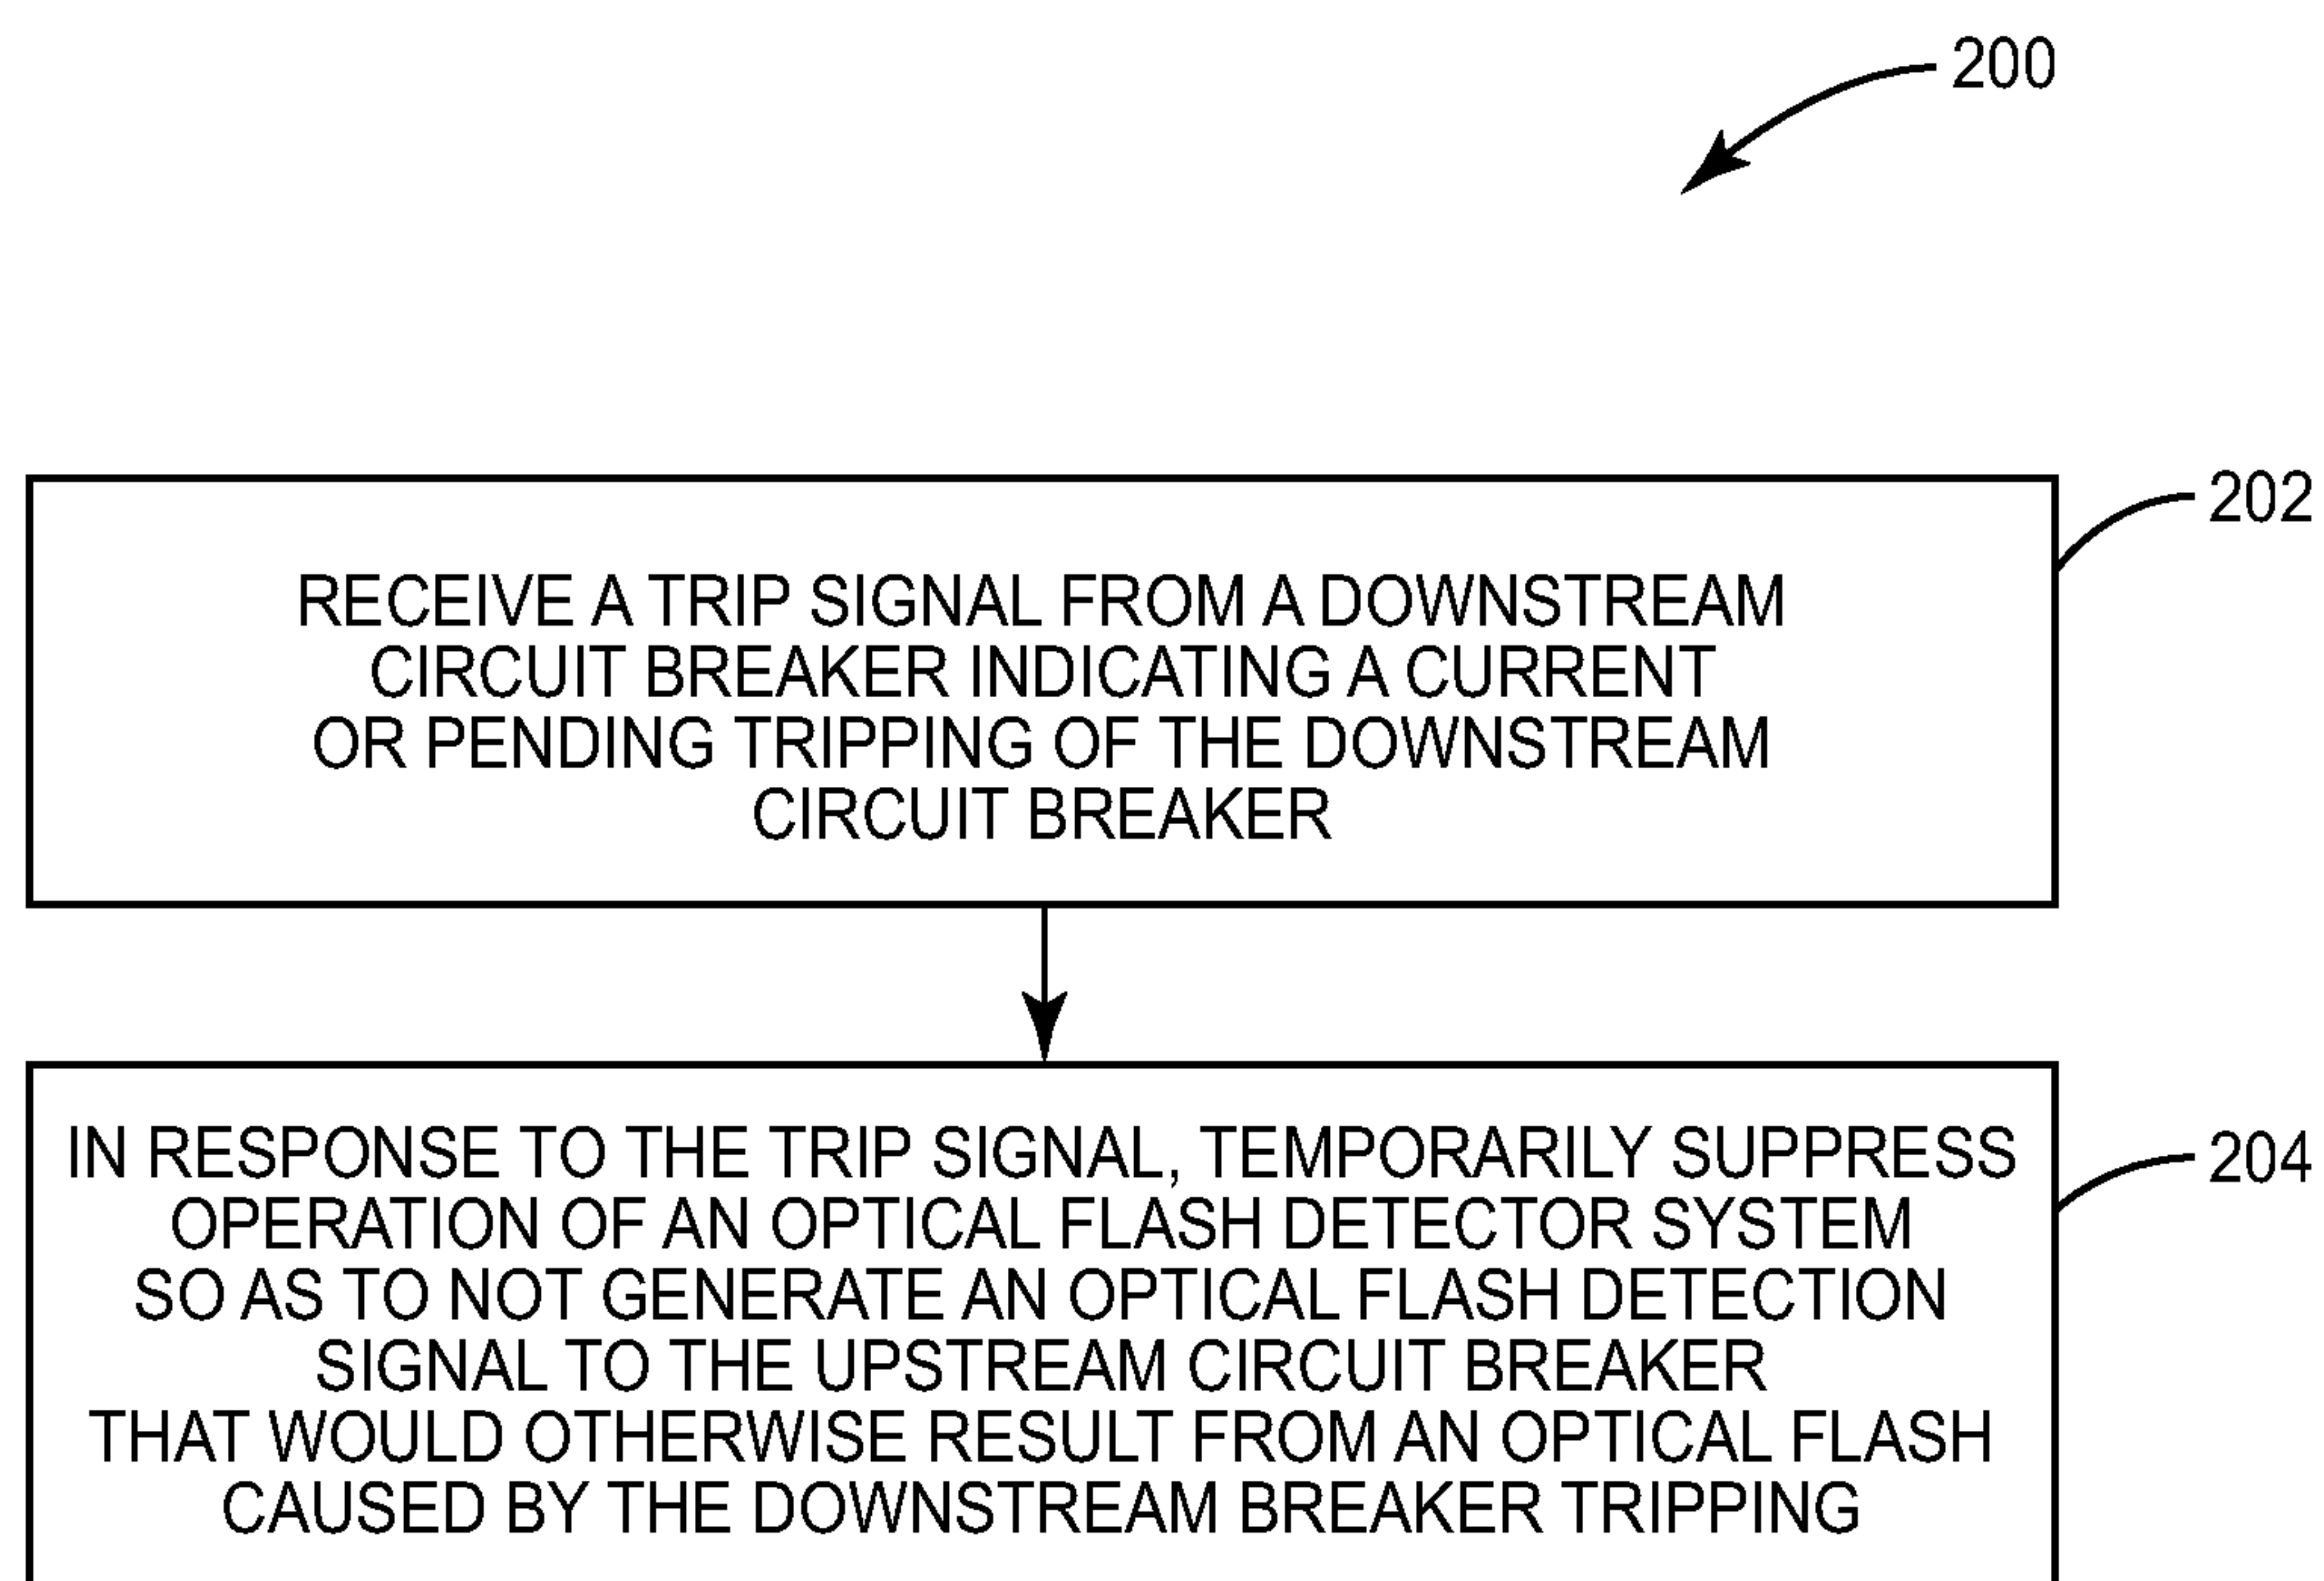 200
202
RECEIVE A TRIP SIGNAL FROM A DOWNSTREAM
CIRCUIT BREAKER INDICATING A CURRENT
OR PENDING TRIPPING OF THE DOWNSTREAM
CIRCUIT BREAKER
204
IN RESPONSE TO THE TRIP SIGNAL, TEMPORARILY SUPPRESS
OPERATION OF AN OPTICAL FLASH DETECTOR SYSTEM
SO AS TO NOT GENERATE AN OPTICAL FLASH DETECTION
SIGNAL TO THE UPSTREAM CIRCUIT BREAKER
THAT WOULD OTHERWISE RESULT FROM AN OPTICAL FLASH
CAUSED BY THE DOWNSTREAM BREAKER TRIPPING